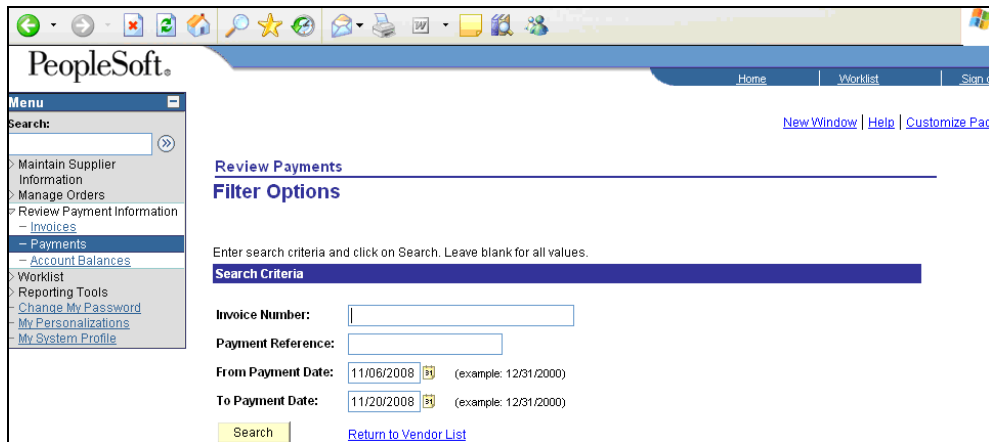 PeopleSoft®
Home Worklist Sign
New Window | Help | Customize Pac
Menu
Search:
Maintain Supplier
Information
Manage Orders
Review Payment Information
– Invoices
– Payments
– Account Balances
Worklist
Reporting Tools
– Change My Password
– My Personalizations
– My System Profile
Review Payments
Filter Options
Enter search criteria and click on Search. Leave blank for all values.
Search Criteria
Invoice Number:
Payment Reference:
From Payment Date: 11/06/2008 31 (example: 12/31/2000)
To Payment Date: 11/20/2008 31 (example: 12/31/2000)
Search Return to Vendor List